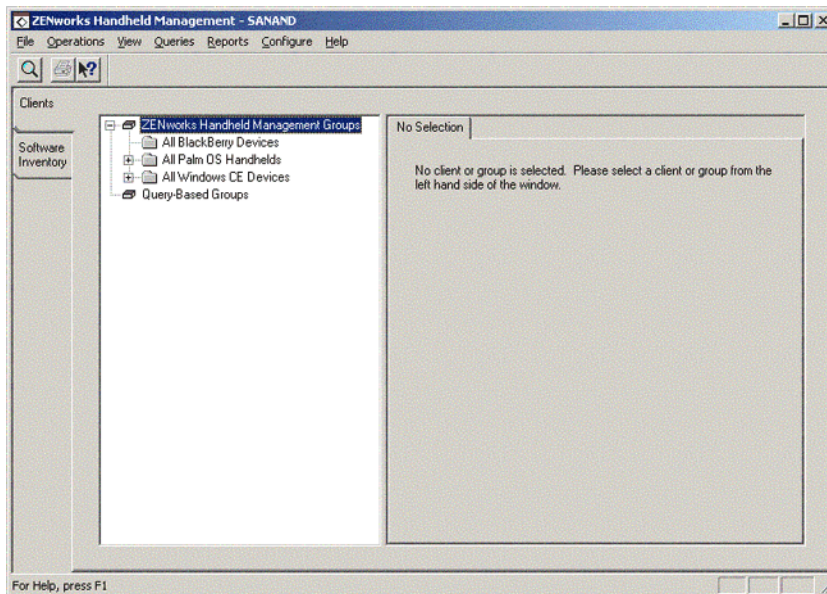 ZENworks Handheld Management - SANAND
File Operations View Queries Reports Configure Help
Clients
Software
Inventory
ZENworks Handheld Management Groups
All BlackBerry Devices
All Palm OS Handhelds
All Windows CE Devices
Query-Based Groups
No Selection
No client or group is selected. Please select a client or group from the
left hand side of the window.
For Help, press F1